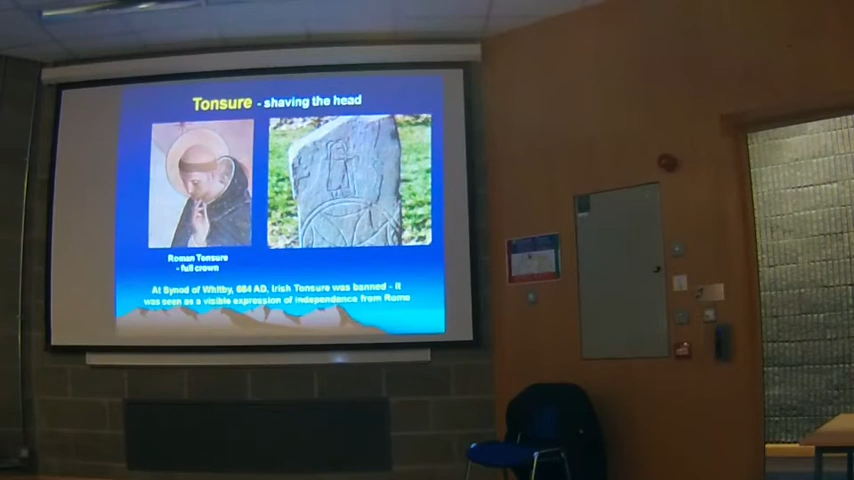 Tonsure - shaving the head
Roman Tonsure
- full crown
At Synod of Whitby, 664 AD, Irish Tonsure was banned - it
was seen as a visible expression of independence from Rome